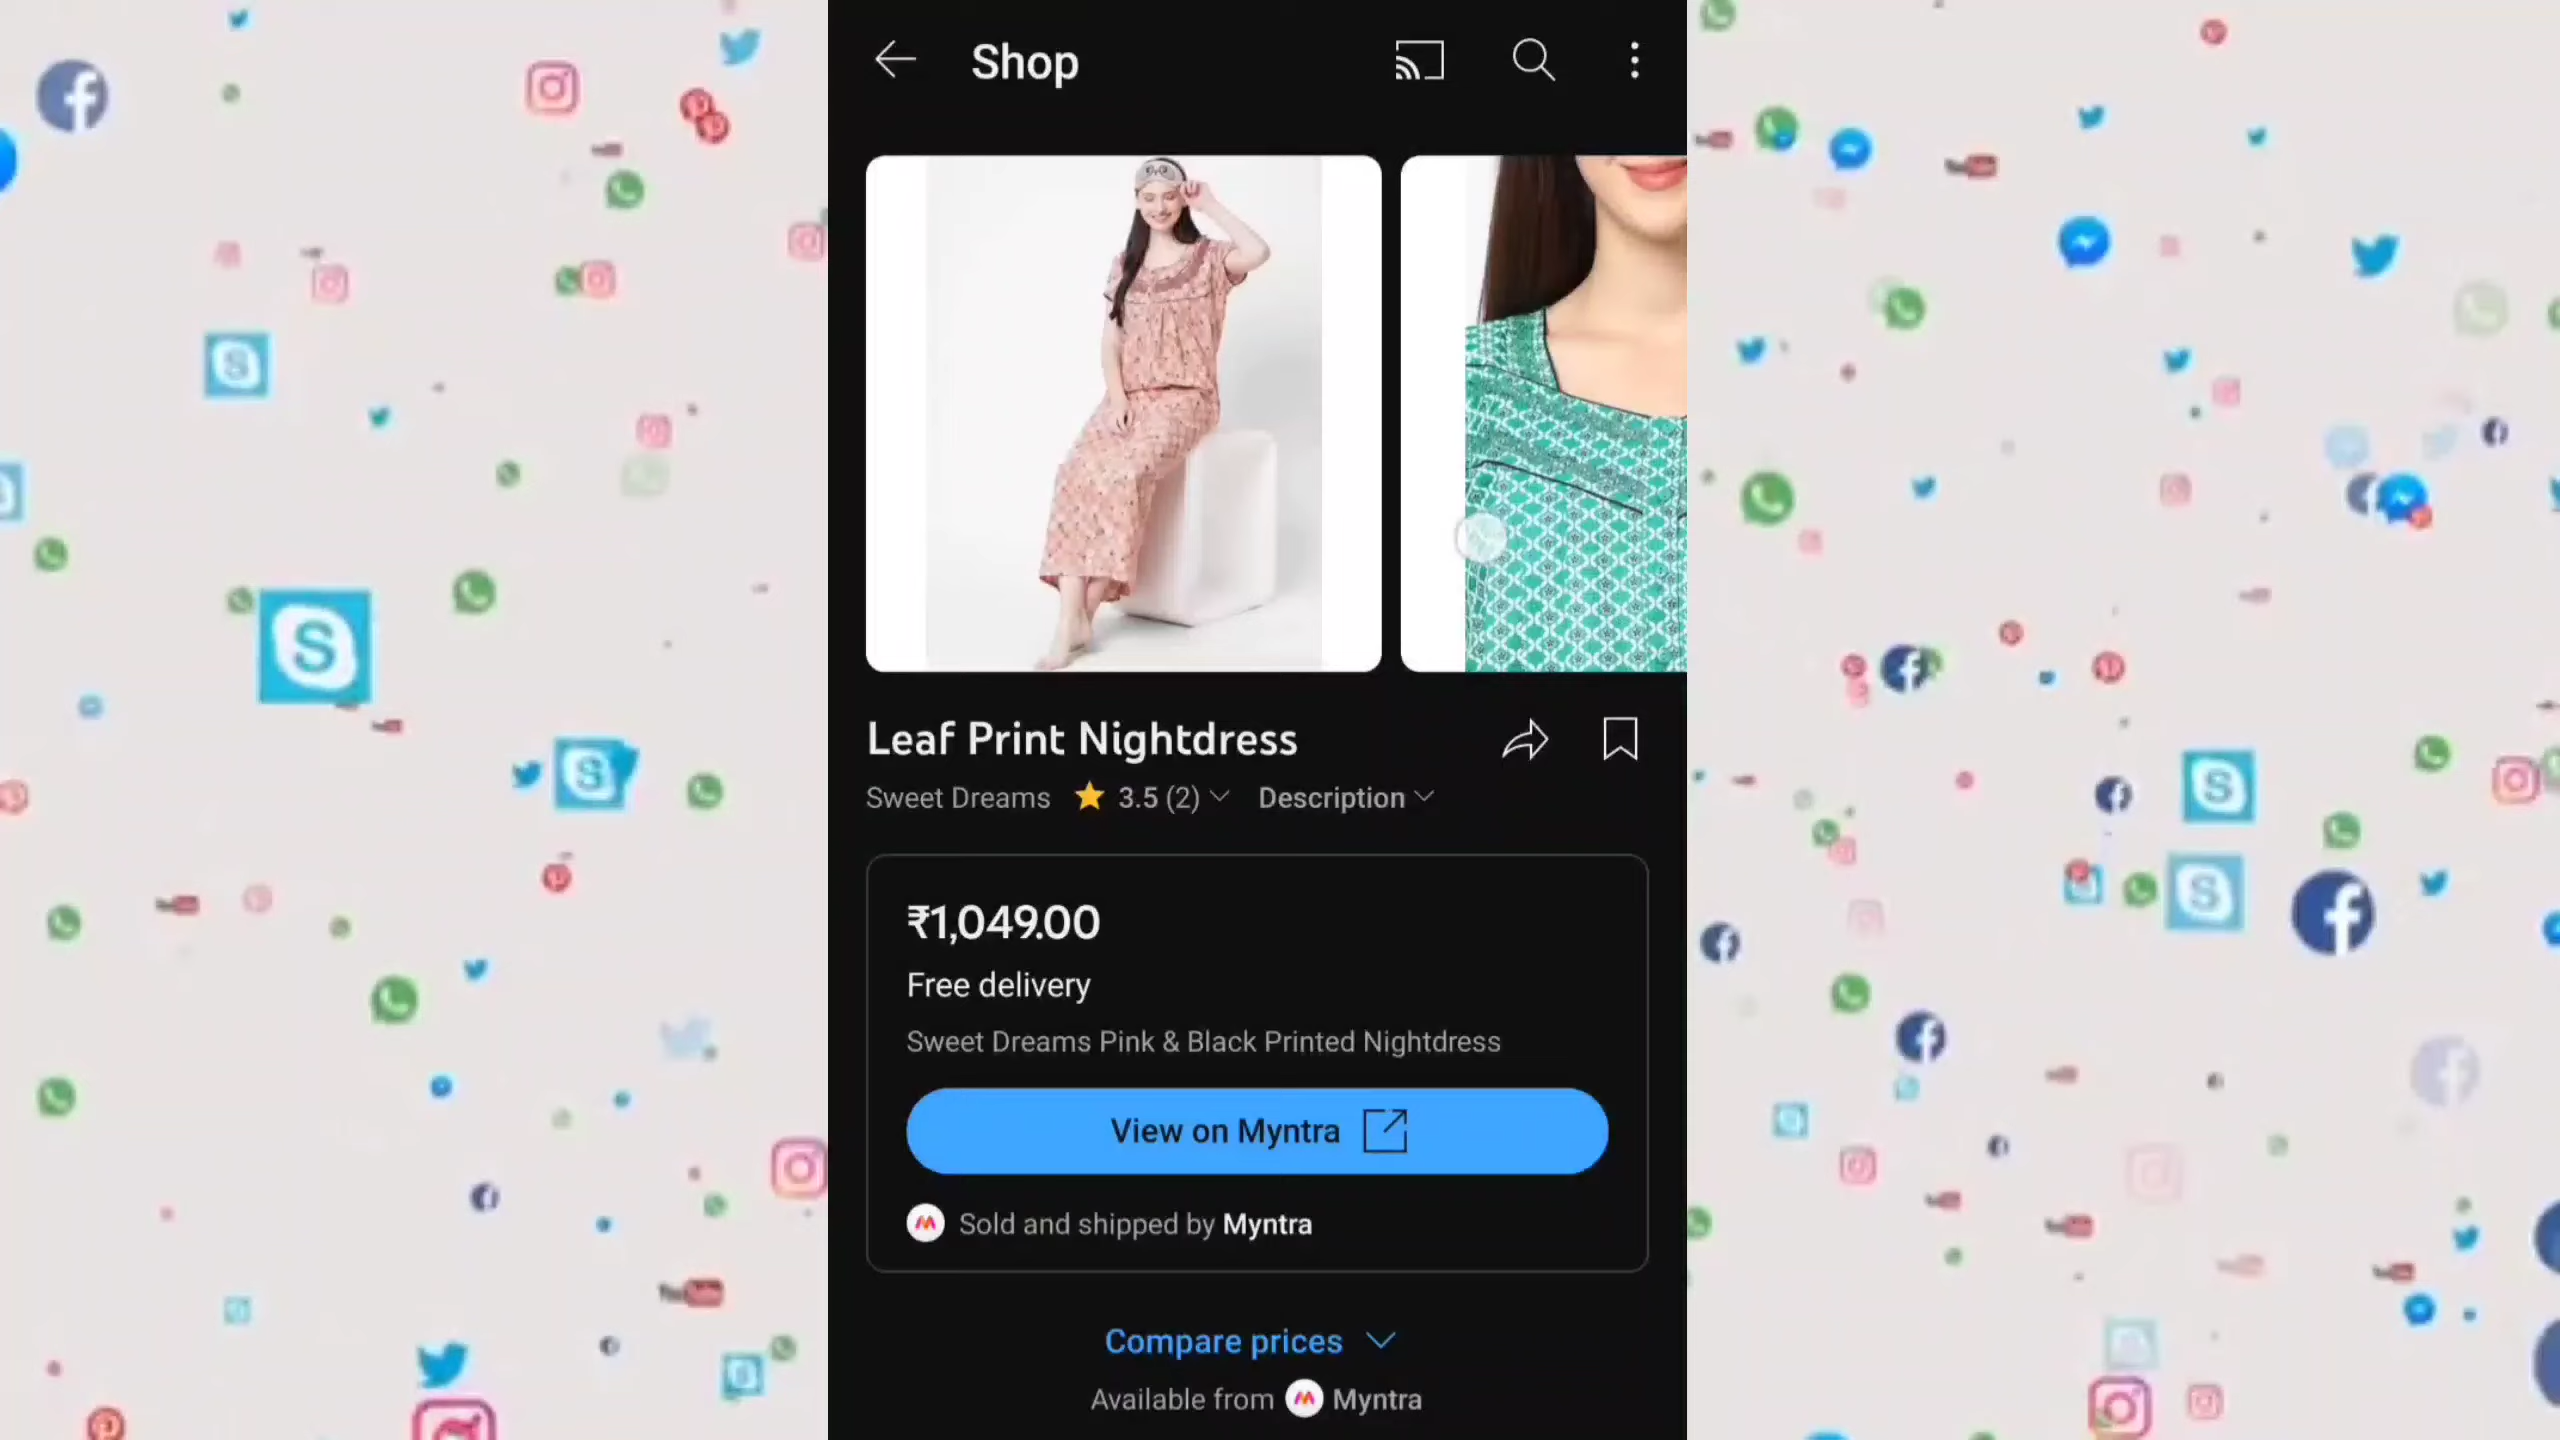 Shop
Leaf Print Nightdress
Sweet Dreams 3.5 (2) Description
₹1,049.00
Free delivery
Sweet Dreams Pink & Black Printed Nightdress
View on Myntra
Sold and shipped by Myntra
Compare prices
Available from Myntra